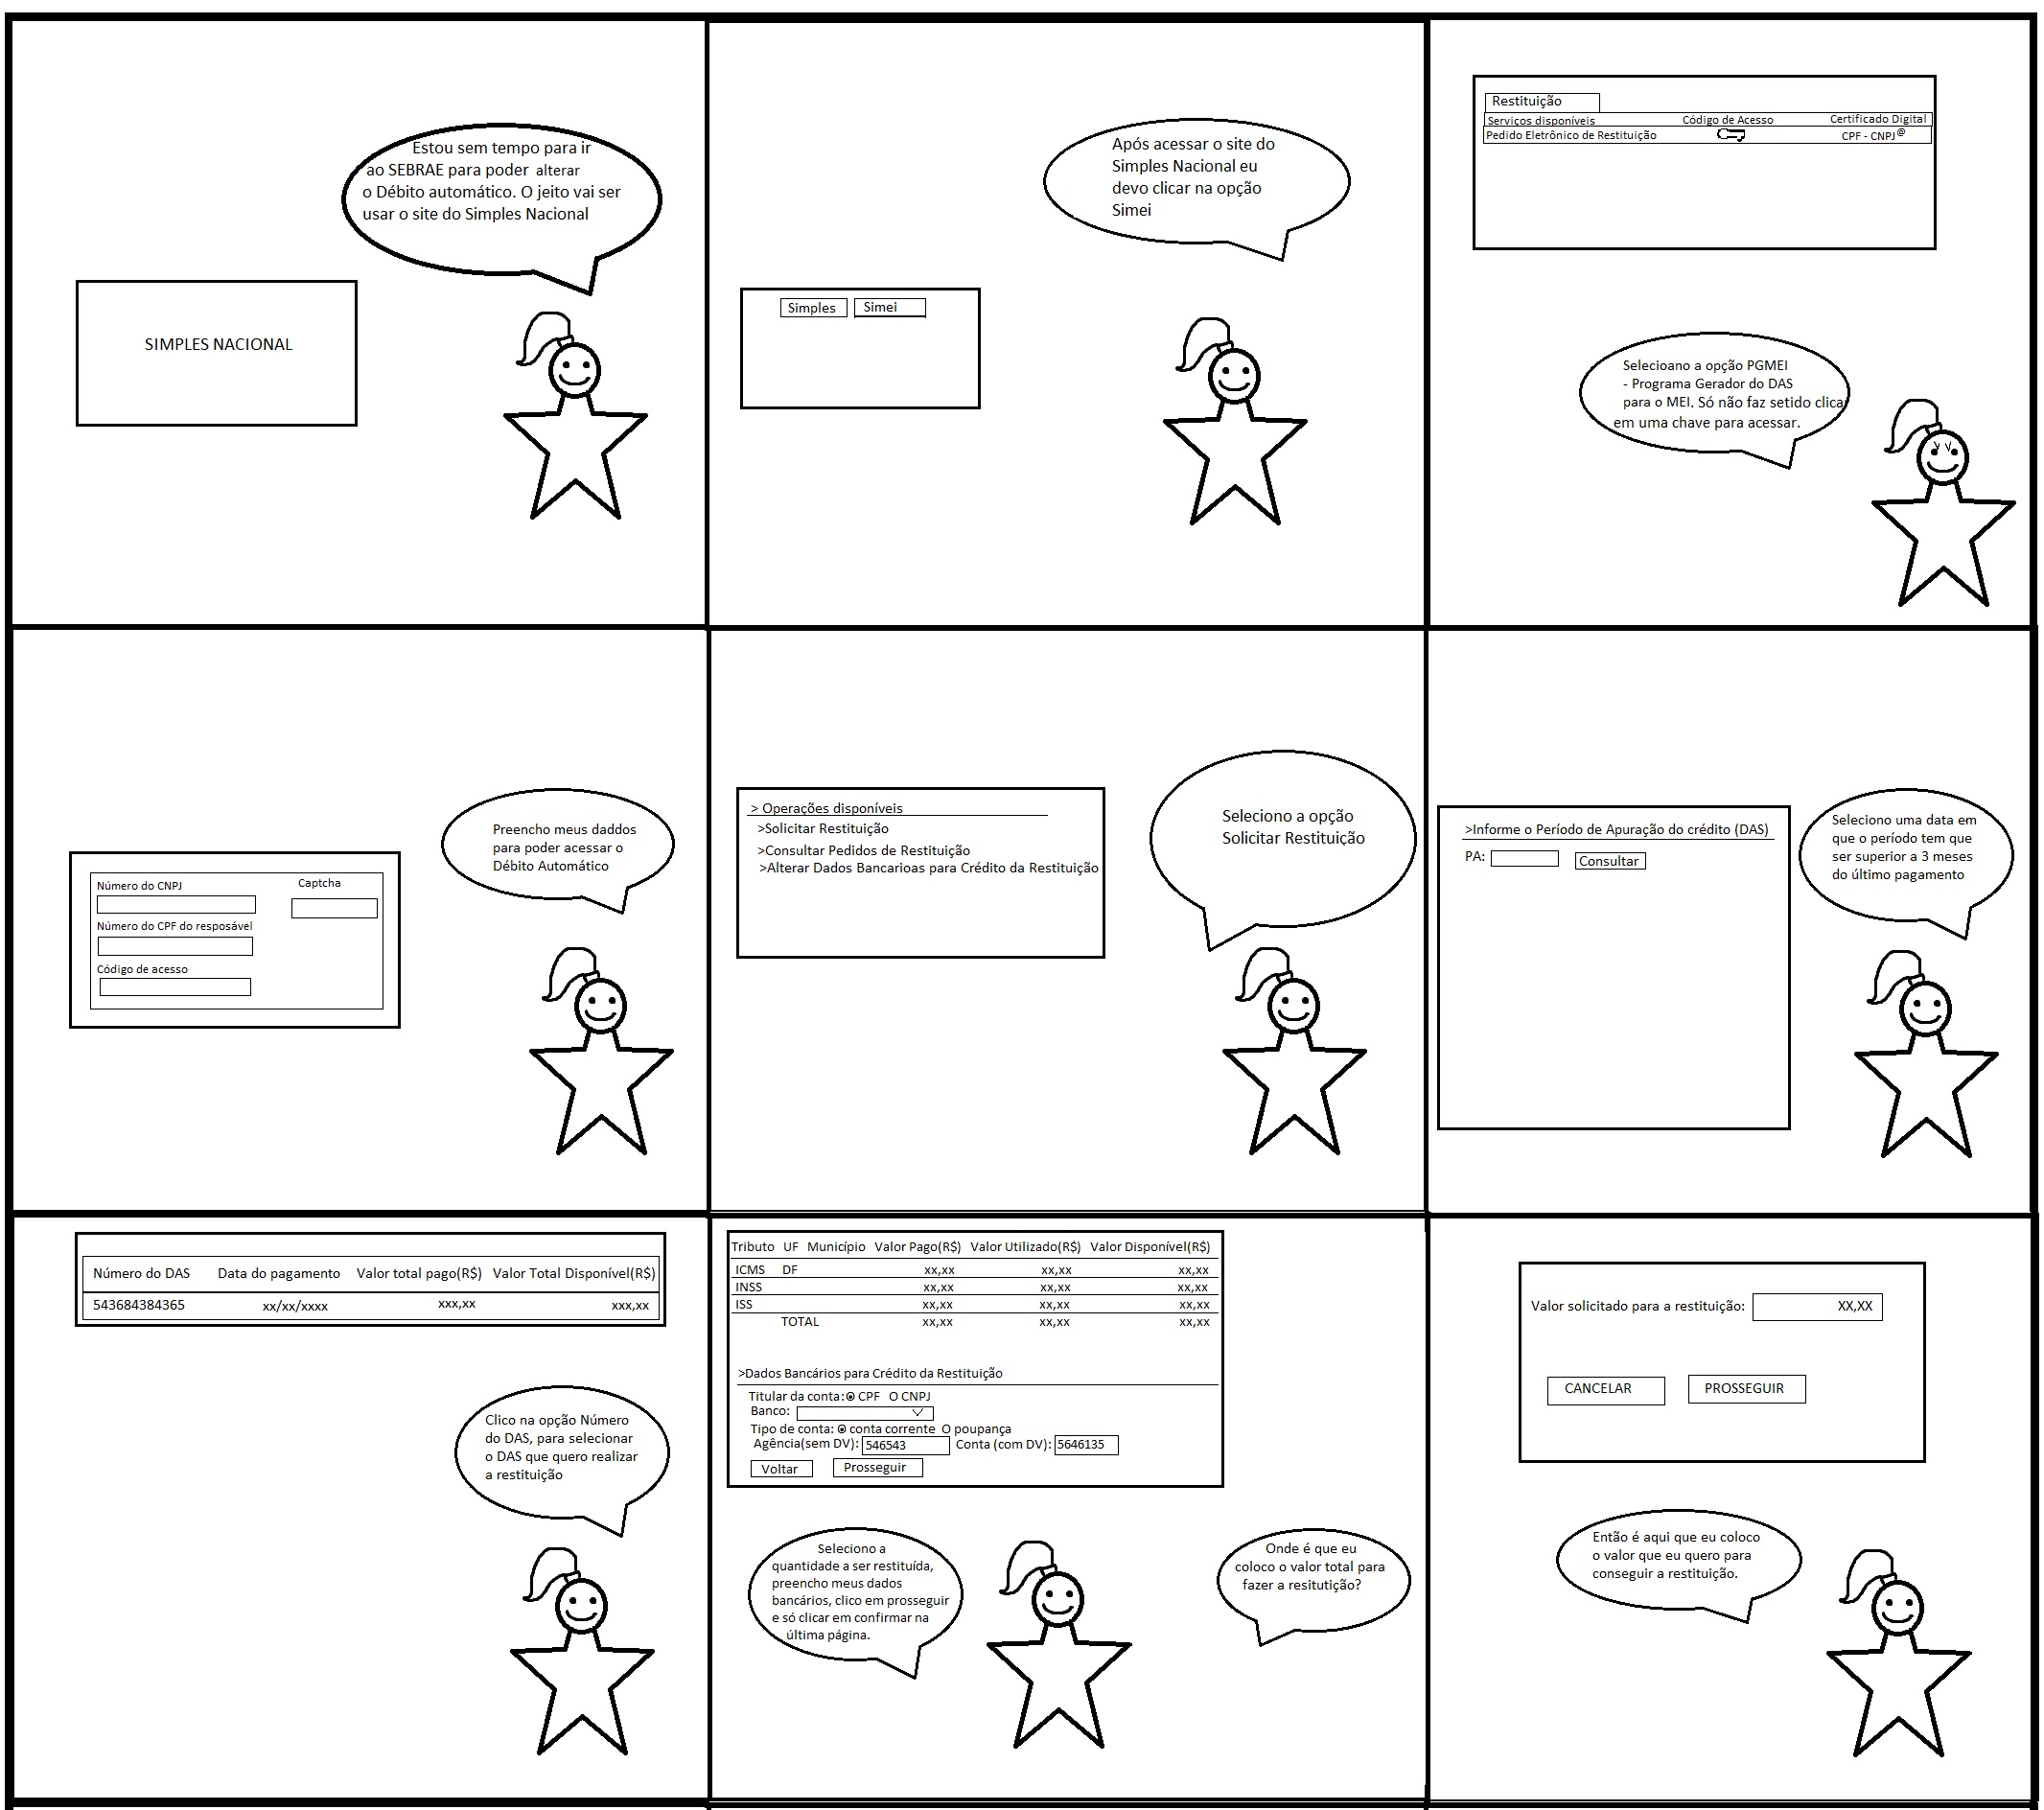 Estou sem tempo para ir
ao SEBRAE para poder alterar
o Débito automático. O jeito vai ser
usar o site do Simples Nacional
SIMPLES NACIONAL
Após acessar o site do
Simples Nacional eu
devo clicar na opção
Simei
Simples Simei
Restituição
Serviços disponíveis Código de Acesso Certificado Digital
Pedido Eletrônico de Restituição CPF - CNPJ@
Selecioano a opção PGMEI
- Programa Gerador do DAS
para o MEI. Só não faz setido clica
em uma chave para acessar.
Preencho meus daddos
para poder acessar o
Débito Automático
Número do CNPJ Captcha
Número do CPF do resposável
Código de acesso
> Operações disponíveis
>Solicitar Restituição
>Consultar Pedidos de Restituição
>Alterar Dados Bancarioas para Crédito da Restituição
Seleciono a opção
Solicitar Restituição
>Informe o Período de Apuração do crédito (DAS)
PA: Consultar
Seleciono uma data em
que o período tem que
ser superior a 3 meses
do último pagamento
Número do DAS Data do pagamento Valor total pago(R$) Valor Total Disponível(R$)
543684384365 xx/xx/xxxx xxx,xx xxx,xx
Clico na opção Número
do DAS, para selecionar
o DAS que quero realizar
a restituição
Tributo UF Município Valor Pago(R$) Valor Utilizado(R$) Valor Disponível(R$)
ICMS DF xx,xx xx,xx xx,xx
INSS xx,xx xx,xx xx,xx
ISS xx,xx xx,xx xx,xx
TOTAL xx,xx xx,xx xx,xx
>Dados Bancários para Crédito da Restituição
Titular da conta: CPF O CNPJ
Banco:
Tipo de conta: conta corrente O poupança
Agência(sem DV): 546543 Conta (com DV): 5646135
Voltar Prosseguir
Seleciono a
quantidade a ser restituída,
preencho meus dados
bancários, clico em prosseguir
e só clicar em confirmar na
última página.
Onde é que eu
coloco o valor total para
fazer a resitutição?
Valor solicitado para a restituição: XX,XX
CANCELAR PROSSEGUIR
Então é aqui que eu coloco
o valor que eu quero para
conseguir a restituição.